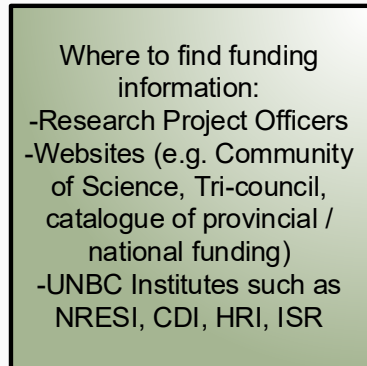 Where to find funding
information:
-Research Project Officers
-Websites (e.g. Community
of Science, Tri-council,
catalogue of provincial /
national funding)
-UNBC Institutes such as
NRESI, CDI, HRI, ISR